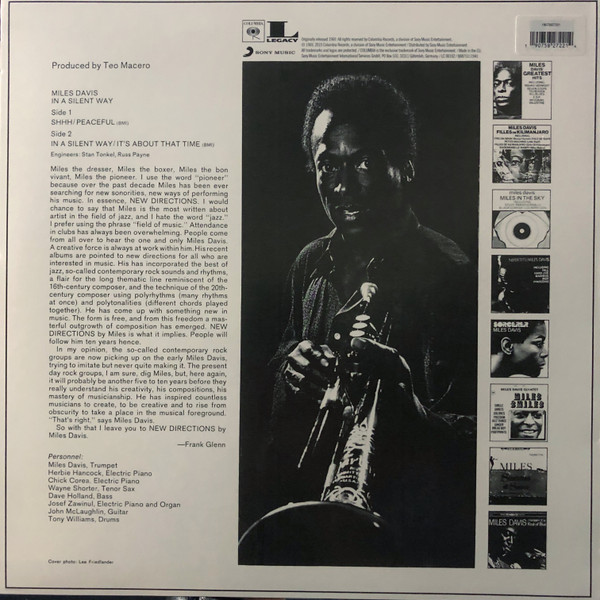 COLUMBIA
L
LEGACY
SONY MUSIC
Produced by Teo Macero
MILES DAVIS
IN A SILENT WAY
Side 1
SHHH/PEACEFUL (BMI)
Side 2
IN A SILENT WAY/IT'S ABOUT THAT TIME (BMI)
Engineers: Stan Tonkel, Russ Payne
Miles the dresser, Miles the boxer, Miles the bon
vivant, Miles the pioneer. I use the word "pioneer"
because over the past decade Miles has been ever
searching for new sonorities, new ways of performing
his music. In essence, NEW DIRECTIONS. I would
chance to say that Miles is the most written about
artist in the field of jazz, and I hate the word "jazz."
I prefer using the phrase "field of music." Attendance
in clubs has always been overwhelming. People come
from all over to hear the one and only Miles Davis.
A creative force is always at work within him. His recent
albums are pointed to new directions for all who are
interested in music. He has incorporated the best of
jazz, so-called contemporary rock sounds and rhythms,
a flair for the long thematic line reminiscent of the
16th-century composer, and the technique of the 20th-
century composer using polyrhythms (many rhythms
at once) and polytonalities (different chords played
together). He has come up with something new in
music. The form is free, and from this freedom a mas-
terful outgrowth of composition has emerged. NEW
DIRECTIONS by Miles is what it implies. People will
follow him ten years hence.
In my opinion, the so-called contemporary rock
groups are now picking up on the early Miles Davis,
trying to imitate but never quite making it. The present
day rock groups, I am sure, dig Miles, but, here again,
it will probably be another five to ten years before they
really understand his creativity, his compositions, his
mastery of musicianship. He has inspired countless
musicians to create, to be creative and to rise from
obscurity to take a place in the musical foreground.
"That's right," says Miles Davis.
So with that I leave you to NEW DIRECTIONS by
Miles Davis.
—Frank Glenn
Personnel:
Miles Davis, Trumpet
Herbie Hancock, Electric Piano
Chick Corea, Electric Piano
Wayne Shorter, Tenor Sax
Dave Holland, Bass
Josef Zawinul, Electric Piano and Organ
John McLaughlin, Guitar
Tony Williams, Drums
Cover photo: Lee Friedlander
MILES
DAVIS
GREATEST
HITS
MILES DAVIS
FILLES DE KILIMANJARO
miles davis
MILES IN THE SKY
SORCERER
MILES DAVIS
MILES DAVIS QUINTET
MILES
SMILES
MILES
MILES DAVIS